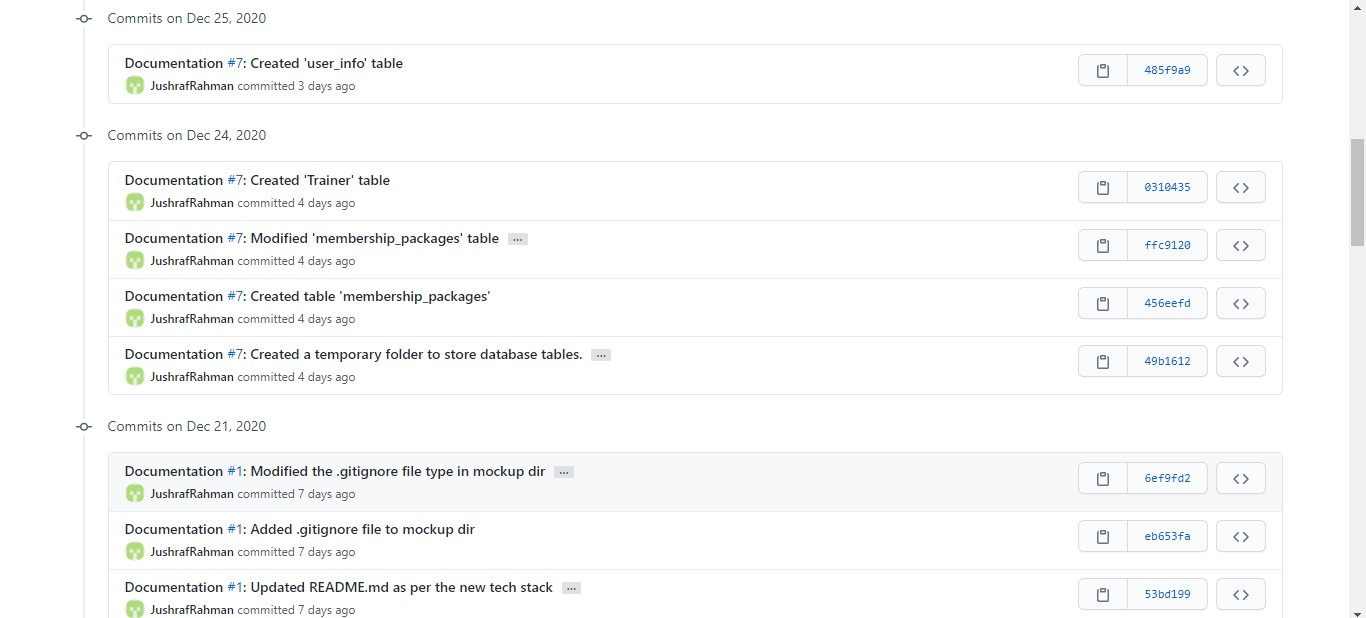 Commits on Dec 25, 2020
Documentation #7: Created 'user_info' table
485f9a9
JushrafRahman committed 3 days ago
Commits on Dec 24, 2020
Documentation #7: Created 'Trainer' table
0310435
JushrafRahman committed 4 days ago
Documentation #7: Modified 'membership_packages' table ...
ffc9120
JushrafRahman committed 4 days ago
Documentation #7: Created table 'membership_packages'
456eefd
JushrafRahman committed 4 days ago
Documentation #7: Created a temporary folder to store database tables. ...
49b1612
JushrafRahman committed 4 days ago
Commits on Dec 21, 2020
Documentation #1: Modified the .gitignore file type in mockup dir ...
6ef9fd2
JushrafRahman committed 7 days ago
Documentation #1: Added .gitignore file to mockup dir
eb653fa
JushrafRahman committed 7 days ago
Documentation #1: Updated README.md as per the new tech stack ...
53bd199
JushrafRahman committed 7 days ago